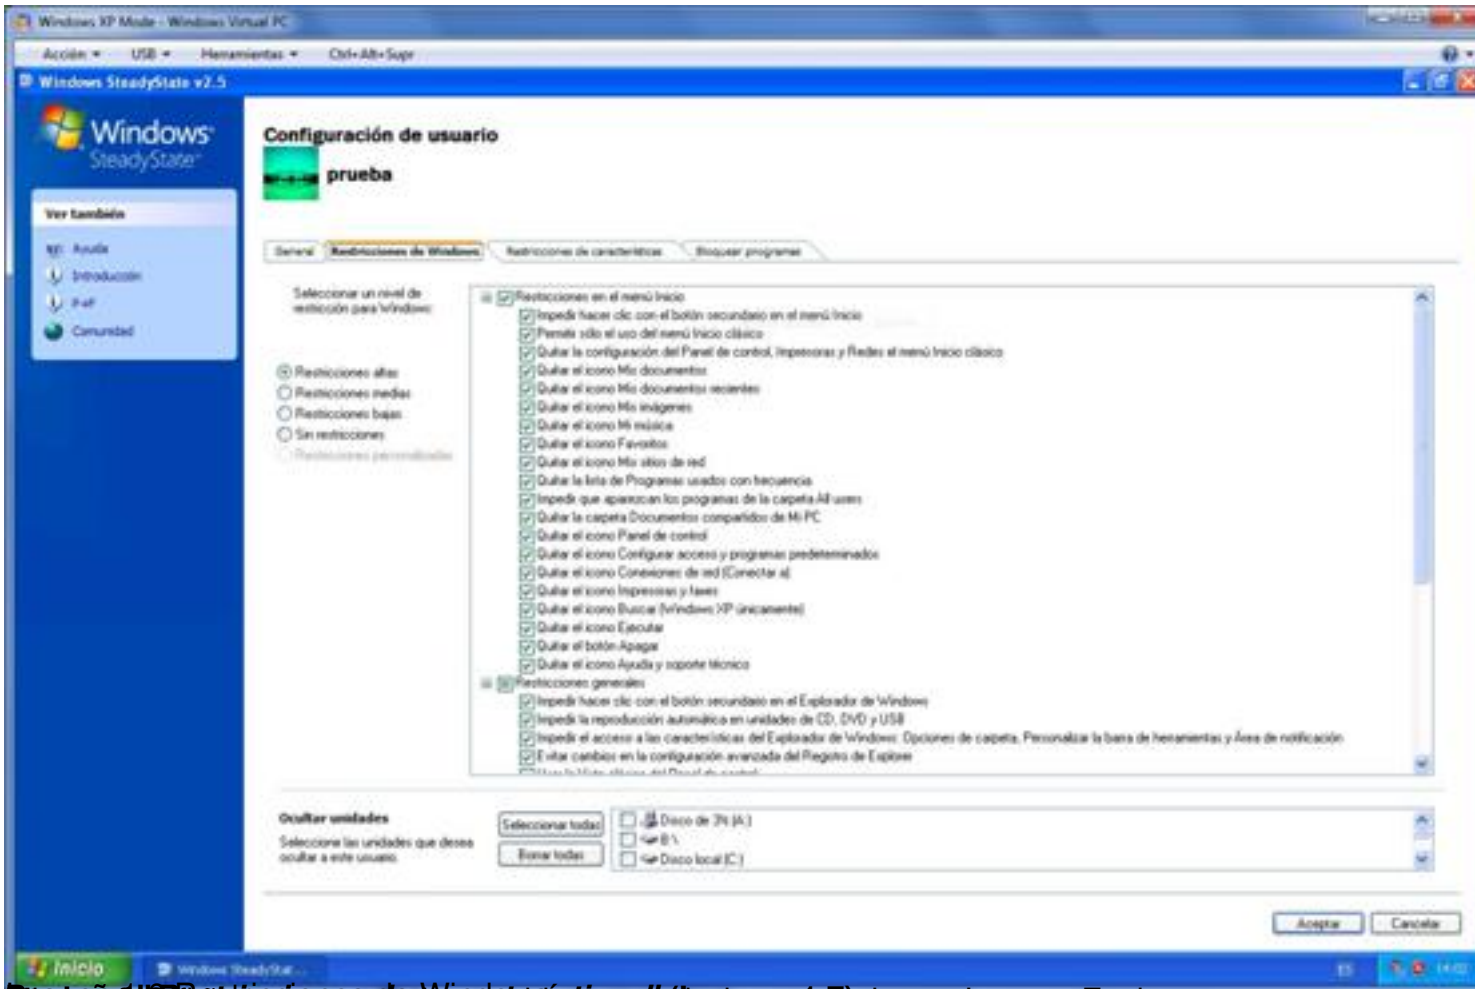 Windows XP Mode - Windows Virtual PC
Acción USB Herramientas Ctrl+Alt+Supr
Windows SteadyState v2.5
Windows
SteadyState
Configuración de usuario
prueba
Ver también
Ayuda
Introducción
P+F
Comunidad
General Restricciones de Windows Restricciones de características Bloquear programas
Seleccionar un nivel de
restricción para Windows:
Restricciones altas
Restricciones medias
Restricciones bajas
Sin restricciones
Restricciones personalizadas
Restricciones en el menú Inicio
Impedir hacer clic con el botón secundario en el menú Inicio
Permitir sólo el uso del menú Inicio clásico
Quitar la configuración del Panel de control, Impresoras y Redes el menú Inicio clásico
Quitar el icono Mis documentos
Quitar el icono Mis documentos recientes
Quitar el icono Mis imágenes
Quitar el icono Mi música
Quitar el icono Favoritos
Quitar el icono Mis sitios de red
Quitar la lista de Programas usados con frecuencia
Impedir que aparezcan los programas de la carpeta All users
Quitar la carpeta Documentos compartidos de Mi PC
Quitar el icono Panel de control
Quitar el icono Configurar acceso y programas predeterminados
Quitar el icono Conexiones de red (Conectar a)
Quitar el icono Impresoras y faxes
Quitar el icono Buscar (Windows XP únicamente)
Quitar el icono Ejecutar
Quitar el botón Apagar
Quitar el icono Ayuda y soporte técnico
Restricciones generales
Impedir hacer clic con el botón secundario en el Explorador de Windows
Impedir la reproducción automática en unidades de CD, DVD y USB
Impedir el acceso a las características del Explorador de Windows: Opciones de carpeta, Personalizar la barra de herramientas y Área de notificación
Evitar cambios en la configuración avanzada del Registro de Explorer
Ocultar unidades
Seleccione las unidades que desea
ocultar a este usuario.
Seleccionar todas
Borrar todas
Disco de 3½ (A:)
B:\
Disco local (C:)
Aceptar Cancelar
Inicio Windows SteadyStat... ES 14:02